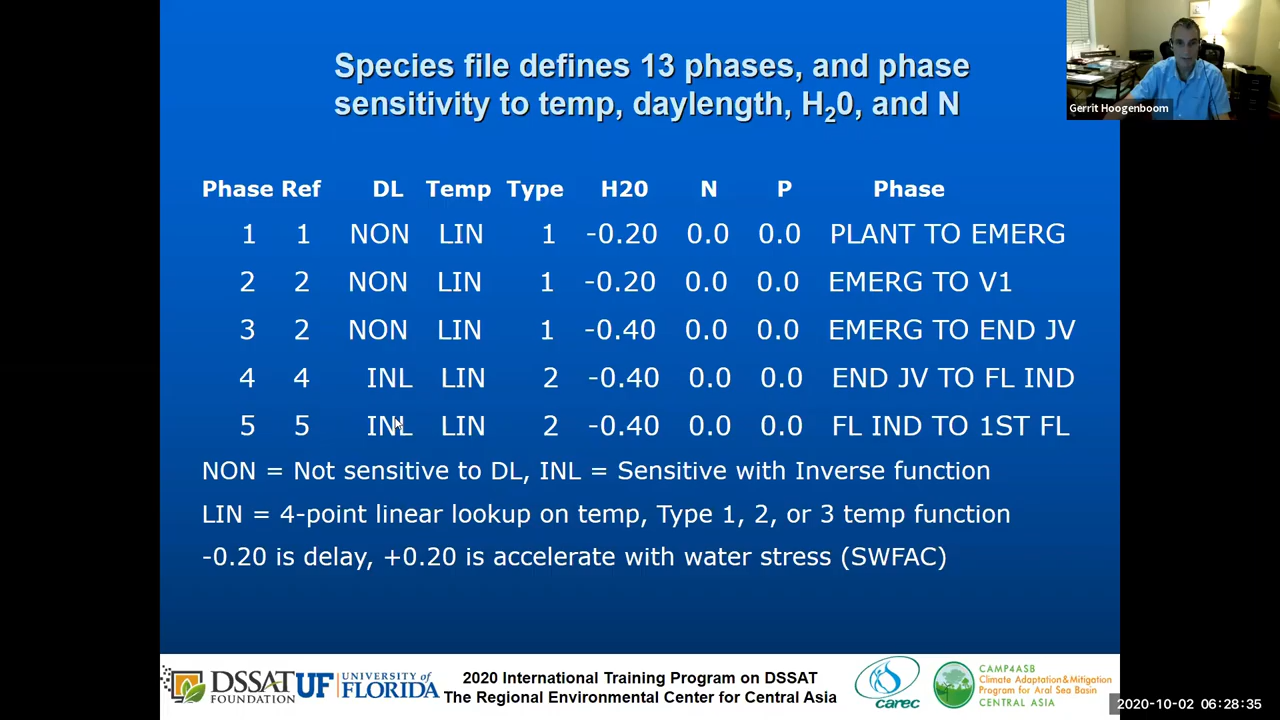 Species file defines 13 phases, and phase
sensitivity to temp, daylength, H20, and N
Gerrit Hoogenboom
Phase Ref DL Temp Type H20 N P Phase
1 1 NON LIN 1 -0.20 0.0 0.0 PLANT TO EMERG
2 2 NON LIN 1 -0.20 0.0 0.0 EMERG TO V1
3 2 NON LIN 1 -0.40 0.0 0.0 EMERG TO END JV
4 4 INL LIN 2 -0.40 0.0 0.0 END JV TO FL IND
5 5 INL LIN 2 -0.40 0.0 0.0 FL IND TO 1ST FL
NON = Not sensitive to DL, INL = Sensitive with Inverse function
LIN = 4-point linear lookup on temp, Type 1, 2, or 3 temp function
-0.20 is delay, +0.20 is accelerate with water stress (SWFAC)
DSSAT
FOUNDATION
UF UNIVERSITY of
FLORIDA
2020 International Training Program on DSSAT
The Regional Environmental Center for Central Asia
carec
CAMP4ASB
Climate Adaptation & Mitigation
Program for Aral Sea Basin
CENTRAL ASIA
2020-10-02 06:28:35